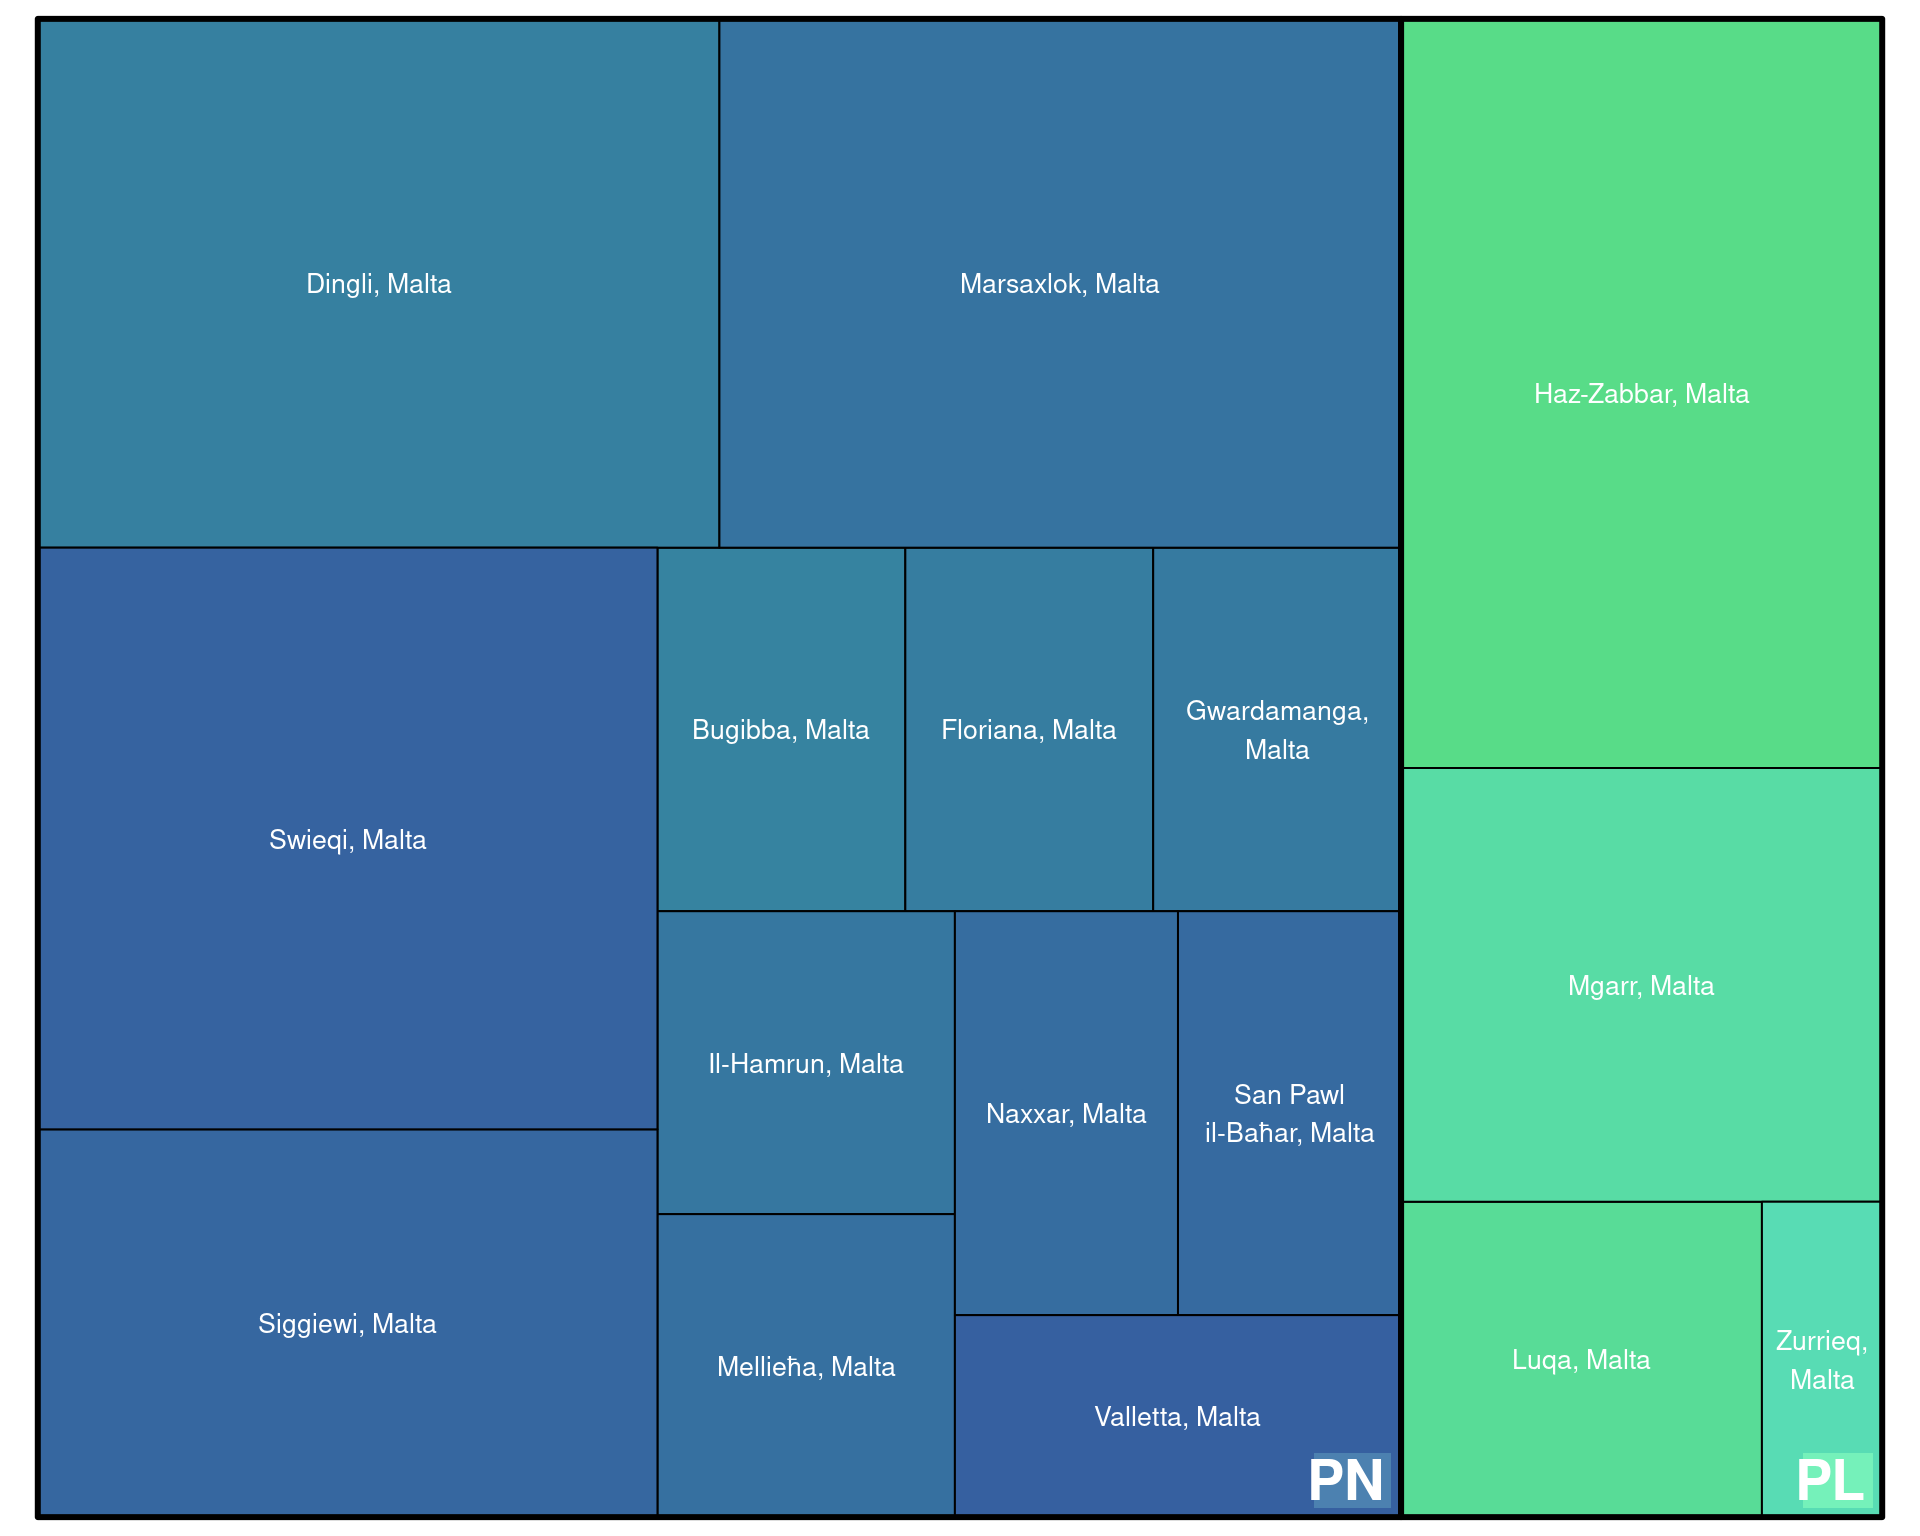 Dingli, Malta
Marsaxlok, Malta
Haz-Zabbar, Malta
Swieqi, Malta
Bugibba, Malta
Floriana, Malta
Gwardamanga,
Malta
Mgarr, Malta
Il-Hamrun, Malta
Naxxar, Malta
San Pawl
il-Baħar, Malta
Siggiewi, Malta
Mellieħa, Malta
Valletta, Malta
Luqa, Malta
Zurrieq,
Malta
PN
PL